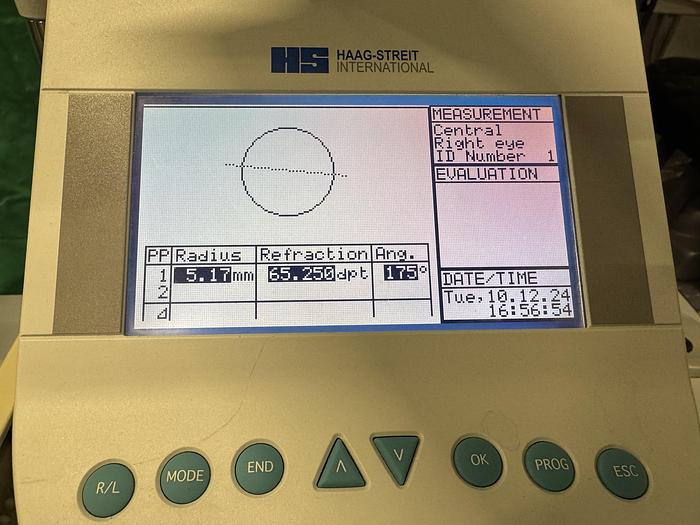 HS HAAG-STREIT
INTERNATIONAL
MEASUREMENT
Central
Right eye
ID Number 1
EVALUATION
PP Radius Refraction Ang.
1 5.17mm 65.250dpt 175°
2
⊿
DATE/TIME
Tue, 10.12.24
16:56:54
R/L MODE END Λ V OK PROG ESC